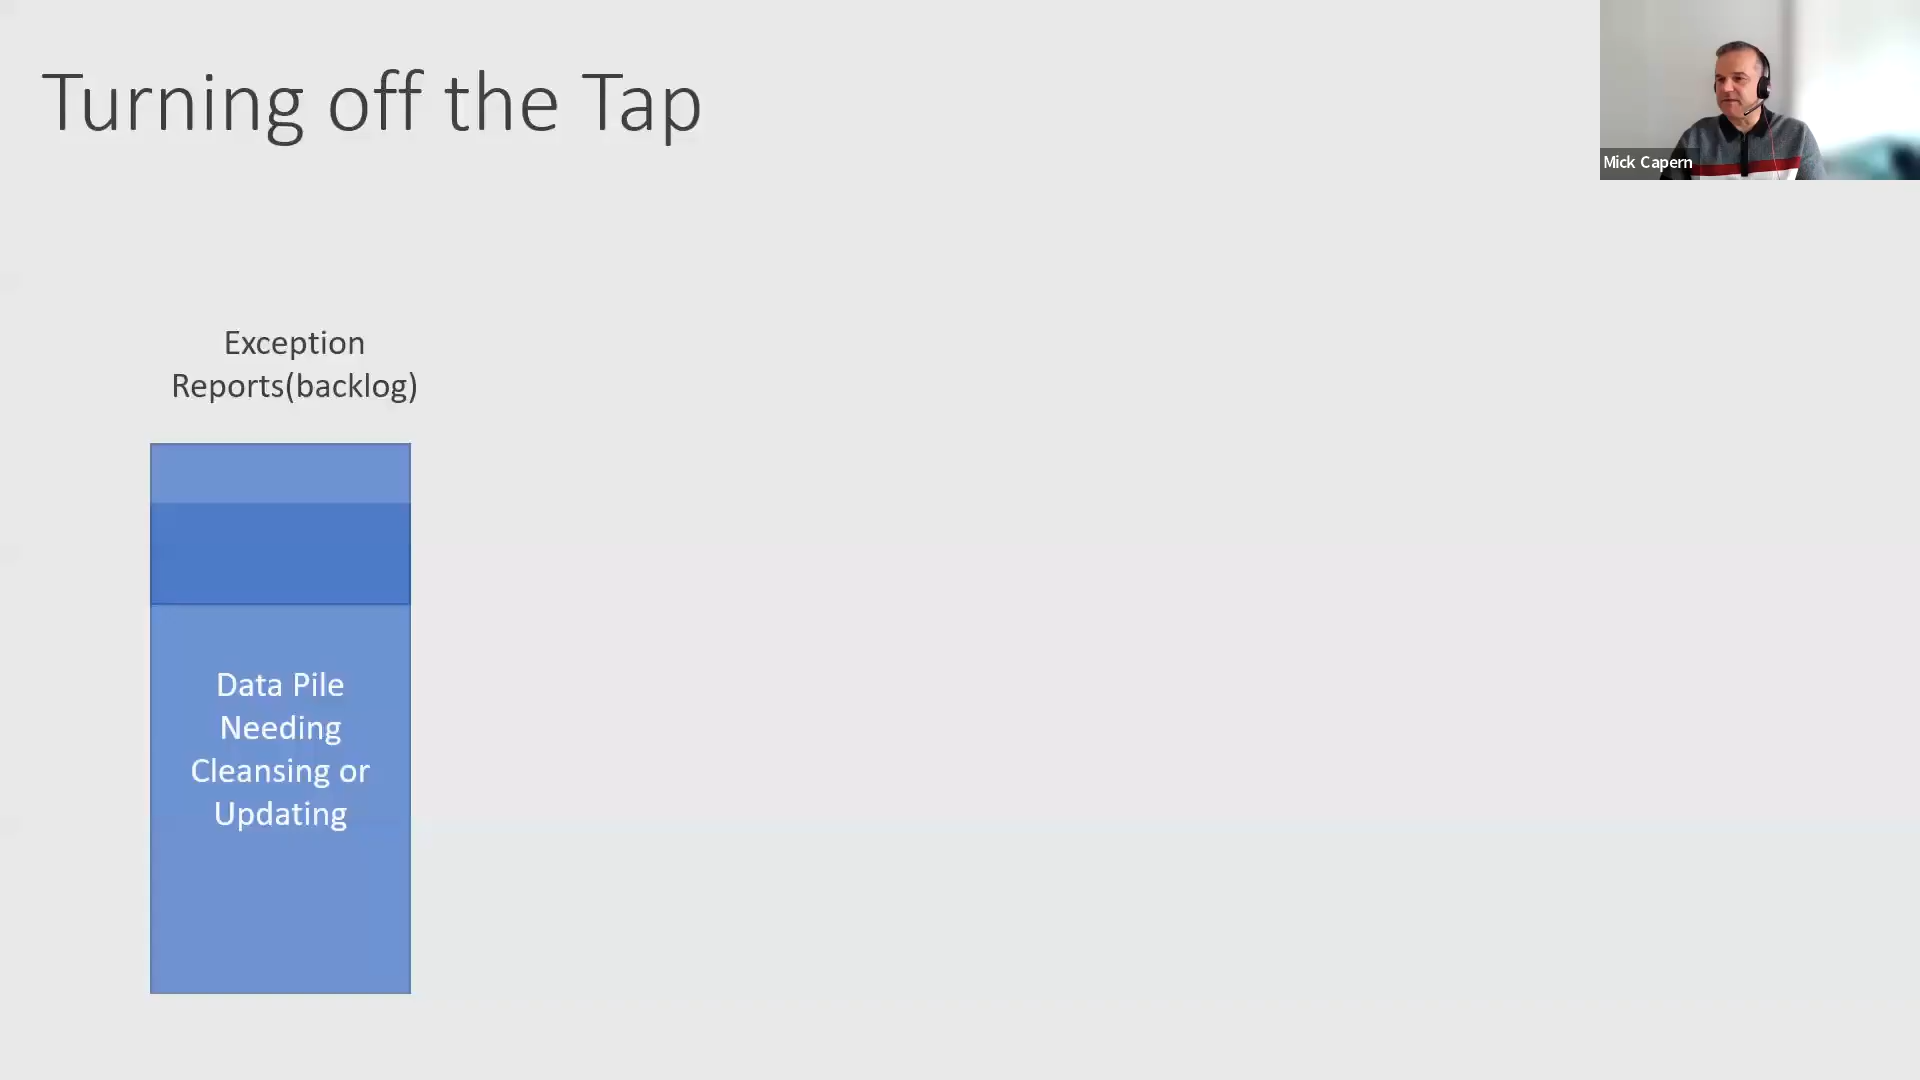 Turning off the Tap
Mick Capern
Exception
Reports(backlog)
Data Pile
Needing
Cleansing or
Updating